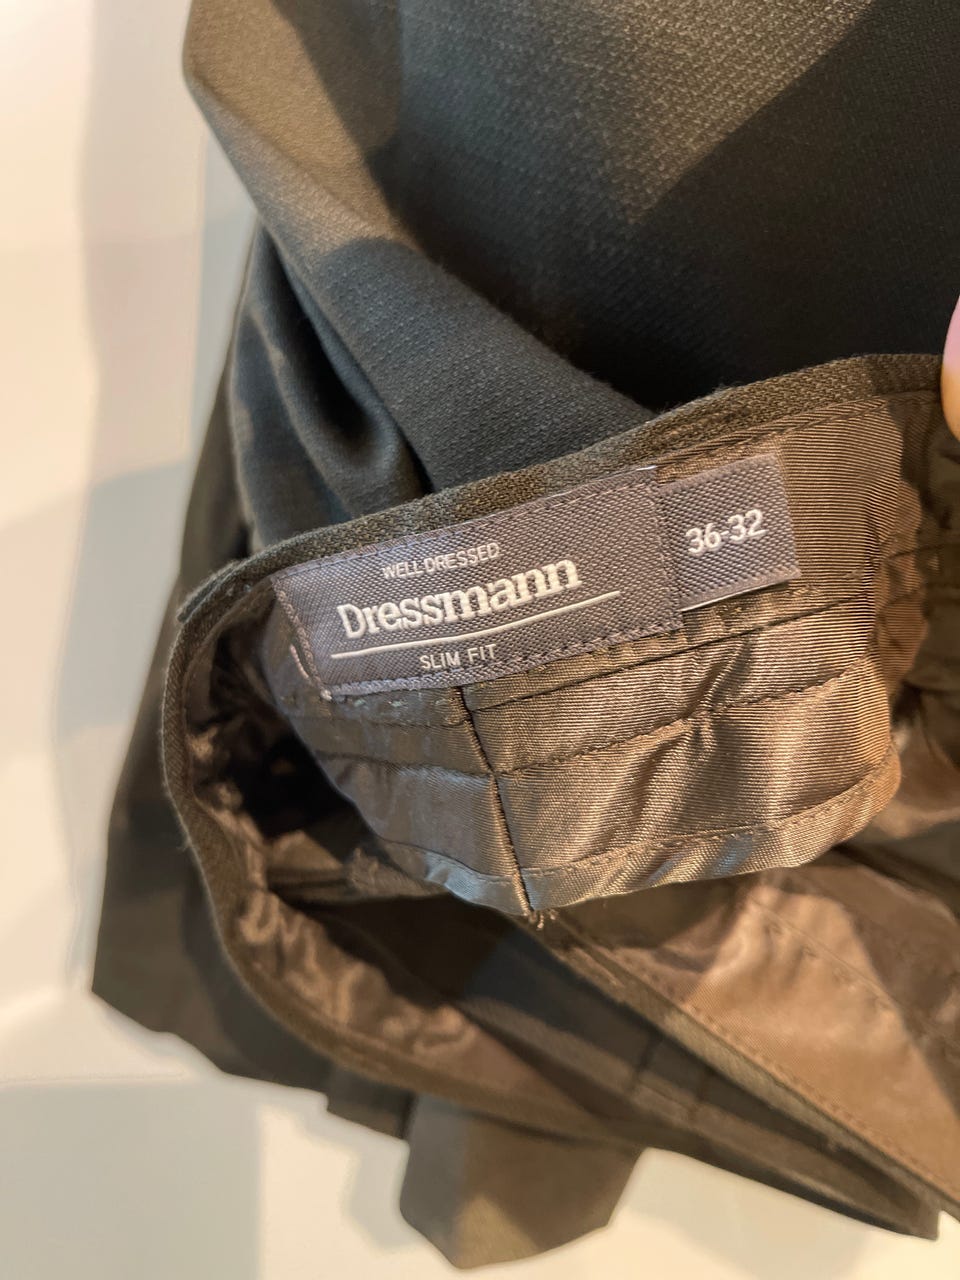 WELL DRESSED
Dressmann
SLIM FIT
36-32